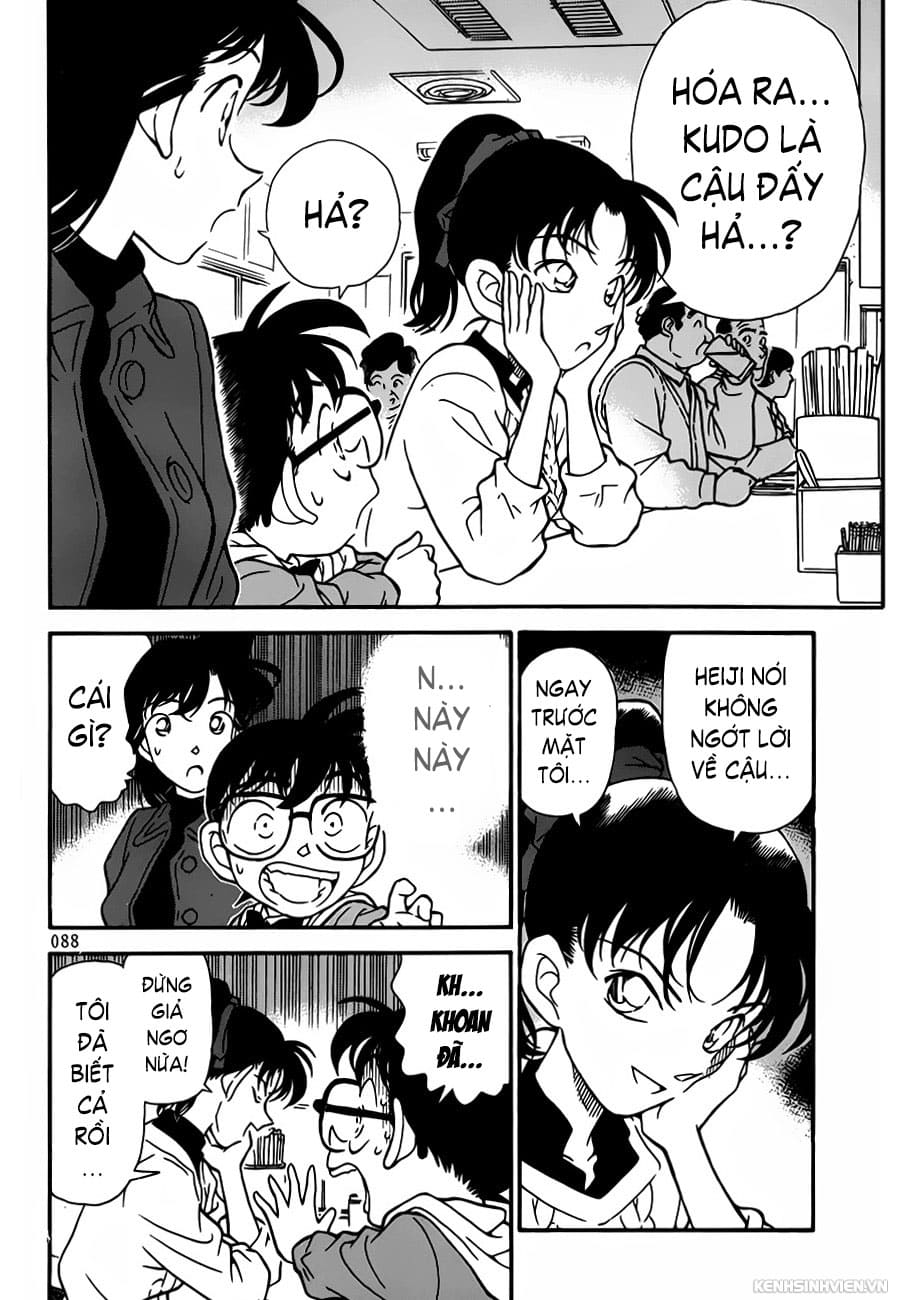 HÓA RA...
KUDO LÀ
CẬU ĐẤY
HẢ...?
HẢ?
HEIJI NÓI
KHÔNG
NGỚT LỜI
VỀ CẬU...
NGAY
TRƯỚC
MẶT
TÔI...
N...
NÀY
NÀY
...
CÁI
GÌ?
088
KH...
KHOAN
ĐÃ...
ĐỪNG
GIẢ
NGƠ
NỮA!
TÔI
ĐÀ
BIẾT
CẢ
RỒI
...
KENHSINHVIEN.VN